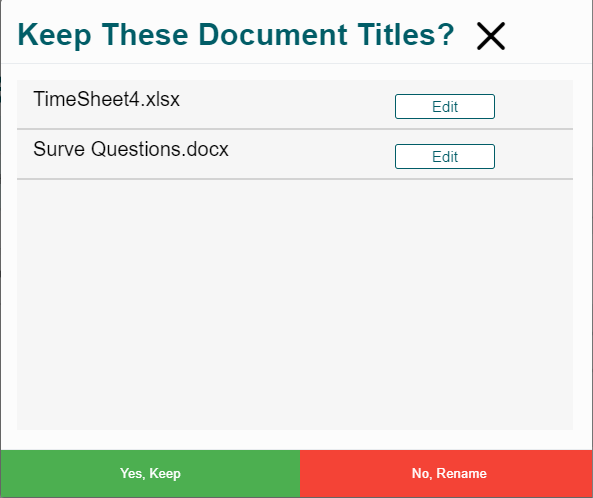 Keep These Document Titles?
TimeSheet4.xlsx
Edit
Surve Questions.docx
Edit
Yes, Keep
No, Rename